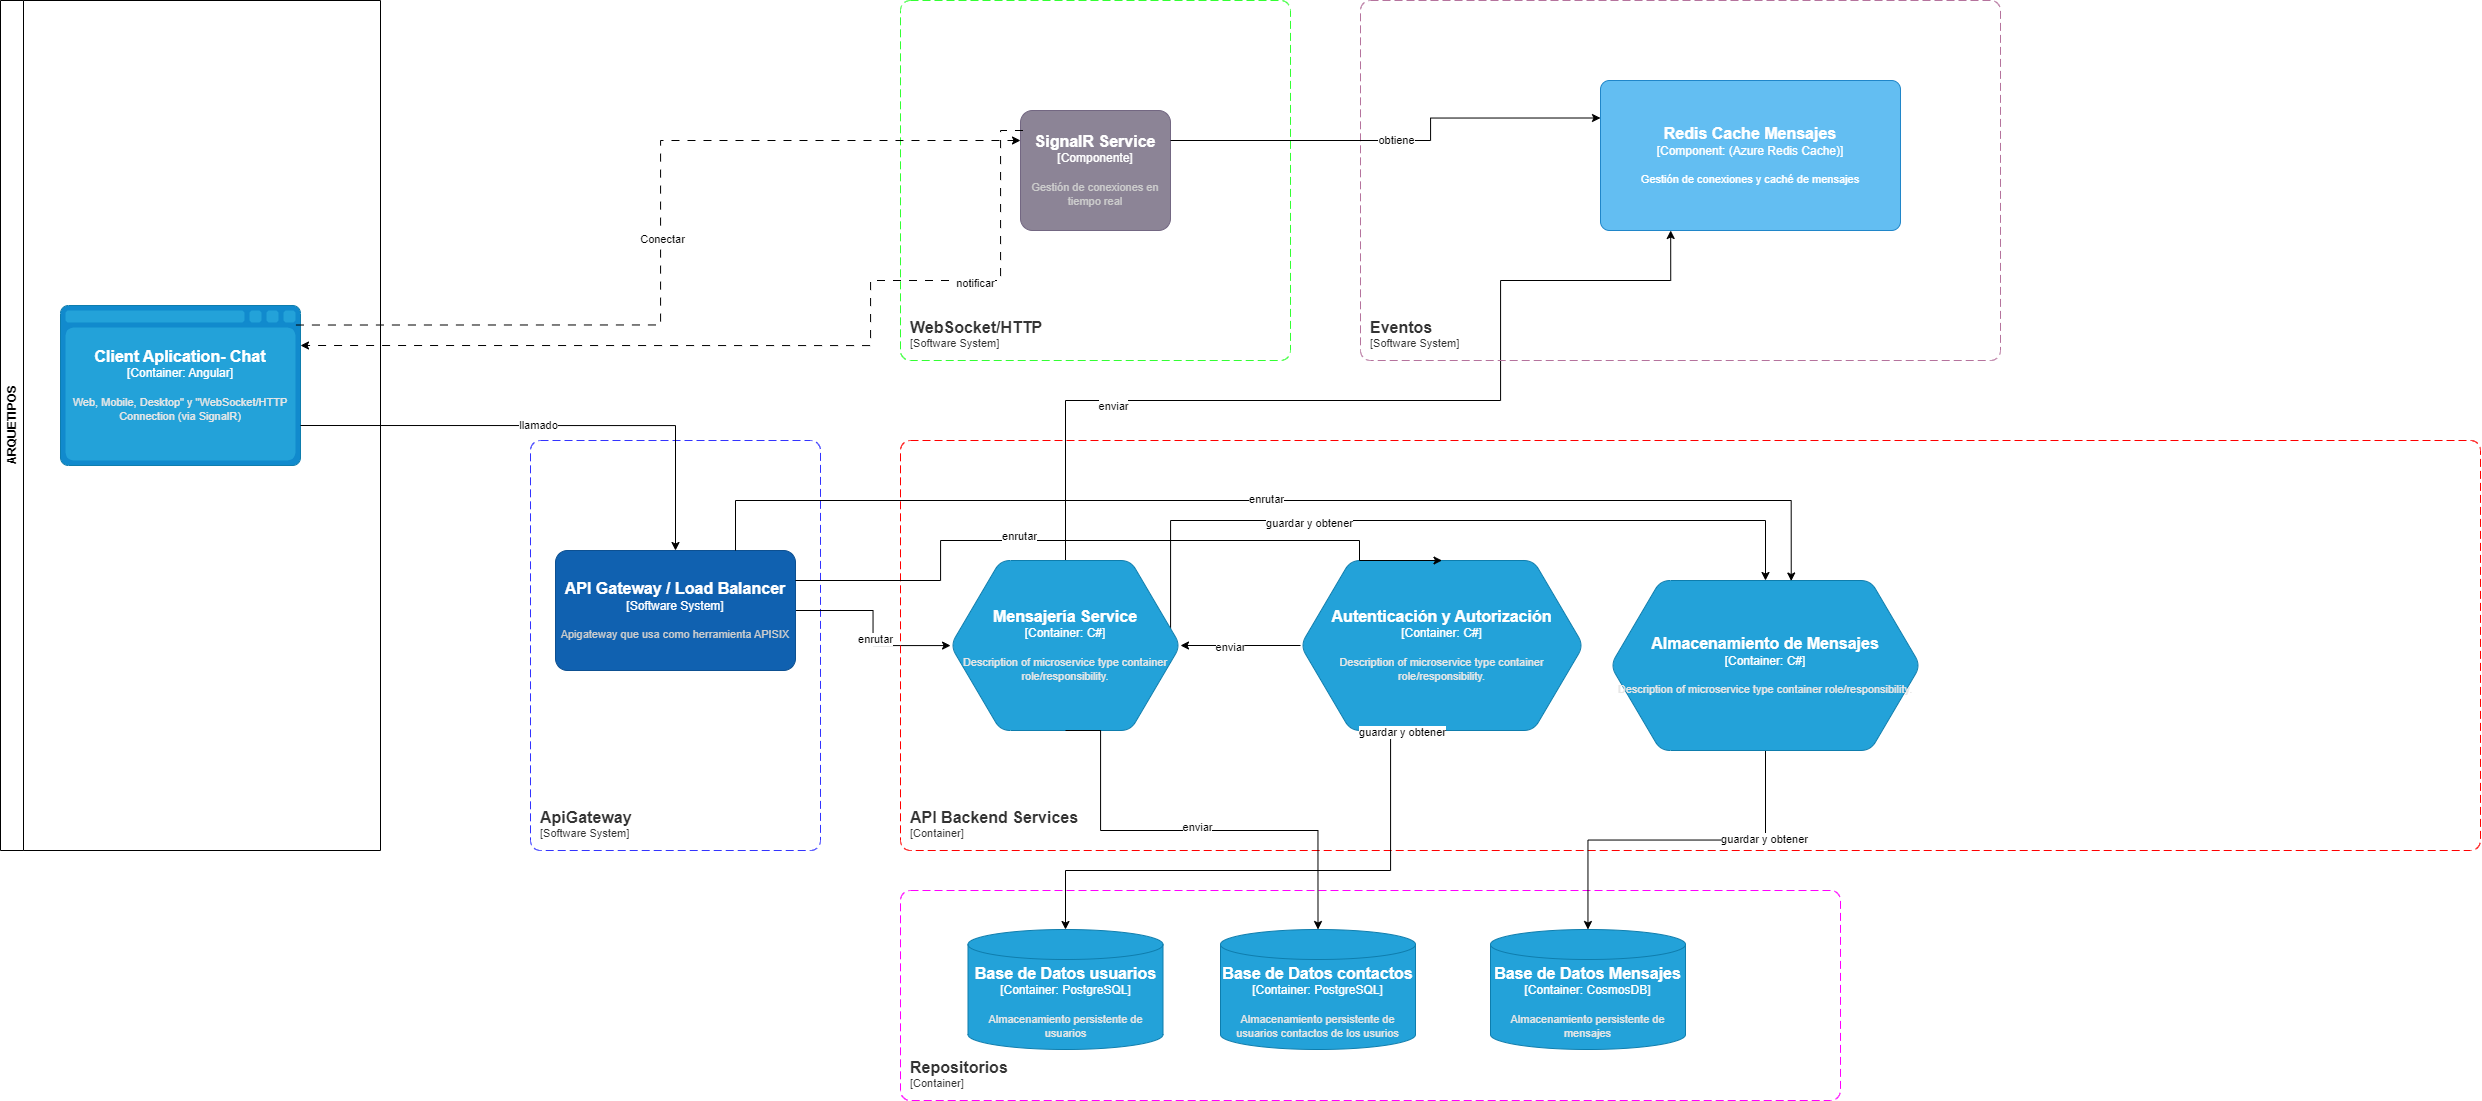 ARQUETIPOS
Client Aplication- Chat
[Container: Angular]
Web, Mobile, Desktop" y "WebSocket/HTTP
Connection (via SignalR)
Conectar
notificar
llamado
SignalR Service
[Componente]
Gestión de conexiones en
tiempo real
WebSocket/HTTP
[Software System]
obtiene
Redis Cache Mensajes
[Component: (Azure Redis Cache)]
Gestión de conexiones y caché de mensajes
Eventos
[Software System]
enviar
API Gateway / Load Balancer
[Software System]
Apigateway que usa como herramienta APISIX
ApiGateway
[Software System]
enrutar
guardar y obtener
enrutar
enrutar
Mensajería Service
[Container: C#]
Description of microservice type container
role/responsibility.
enviar
Autenticación y Autorización
[Container: C#]
Description of microservice type container
role/responsibility.
Almacenamiento de Mensajes
[Container: C#]
Description of microservice type container role/responsibility.
guardar y obtener
API Backend Services
[Container]
enviar
guardar y obtener
Base de Datos usuarios
[Container: PostgreSQL]
Almacenamiento persistente de
usuarios
Base de Datos contactos
[Container: PostgreSQL]
Almacenamiento persistente de
usuarios contactos de los usurios
Base de Datos Mensajes
[Container: CosmosDB]
Almacenamiento persistente de
mensajes
Repositorios
[Container]